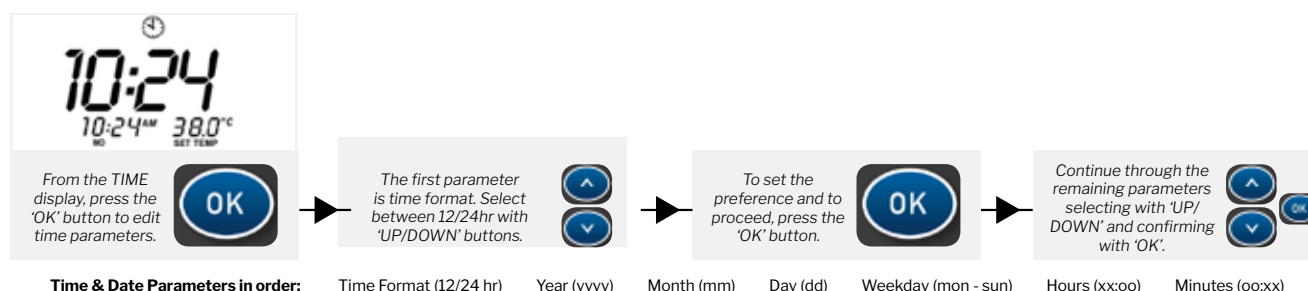 10:24
10:24AM 38.0°C
MO SET TEMP
From the TIME
display, press the
‘OK’ button to edit
time parameters.
OK
The first parameter
is time format. Select
between 12/24hr with
‘UP/DOWN’ buttons.
To set the
preference and to
proceed, press the
‘OK’ button.
OK
Continue through the
remaining parameters
selecting with ‘UP/
DOWN’ and confirming
with ‘OK’.
OK
Time & Date Parameters in order: Time Format (12/24 hr) Year (yyyy) Month (mm) Day (dd) Weekday (mon - sun) Hours (xx:oo) Minutes (oo:xx)